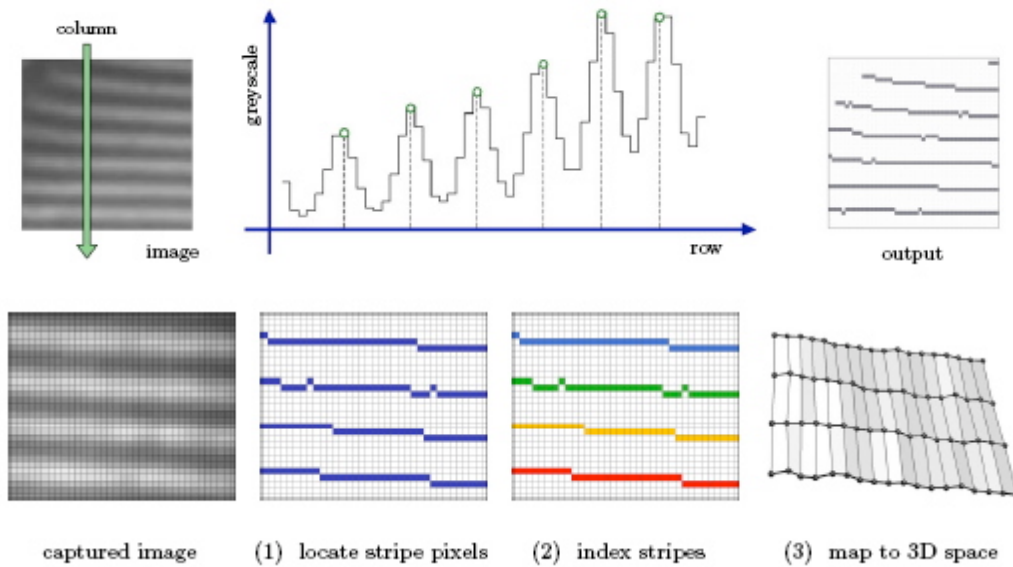 column
greyscale
image
row
output
captured image
(1) locate stripe pixels
(2) index stripes
(3) map to 3D space